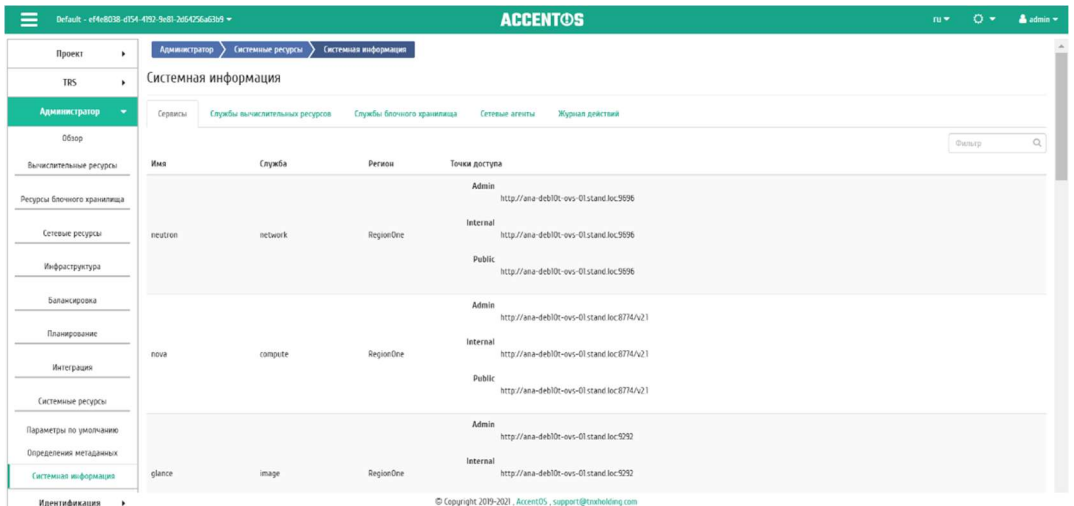 Default - ef4e8038-d154-4192-9e81-2d64256a63b9
ACCENTOS
ru
admin
Проект
TRS
Администратор
Обзор
Вычислительные ресурсы
Ресурсы блочного хранилища
Сетевые ресурсы
Инфраструктура
Балансировка
Планирование
Интеграция
Системные ресурсы
Параметры по умолчанию
Определения метаданных
Системная информация
Идентификация
Администратор Системные ресурсы Системная информация
Системная информация
Сервисы Службы вычислительных ресурсов Службы блочного хранилища Сетевые агенты Журнал действий
Фильтр
Имя Служба Регион Точки доступа
neutron network RegionOne
Admin
http://ana-deb10t-ovs-01.stand.loc:9696
Internal
http://ana-deb10t-ovs-01.stand.loc:9696
Public
http://ana-deb10t-ovs-01.stand.loc:9696
nova compute RegionOne
Admin
http://ana-deb10t-ovs-01.stand.loc:8774/v2.1
Internal
http://ana-deb10t-ovs-01.stand.loc:8774/v2.1
Public
http://ana-deb10t-ovs-01.stand.loc:8774/v2.1
glance image RegionOne
Admin
http://ana-deb10t-ovs-01.stand.loc:9292
Internal
http://ana-deb10t-ovs-01.stand.loc:9292
© Copyright 2019-2021 , AccentOS , support@tnxholding.com